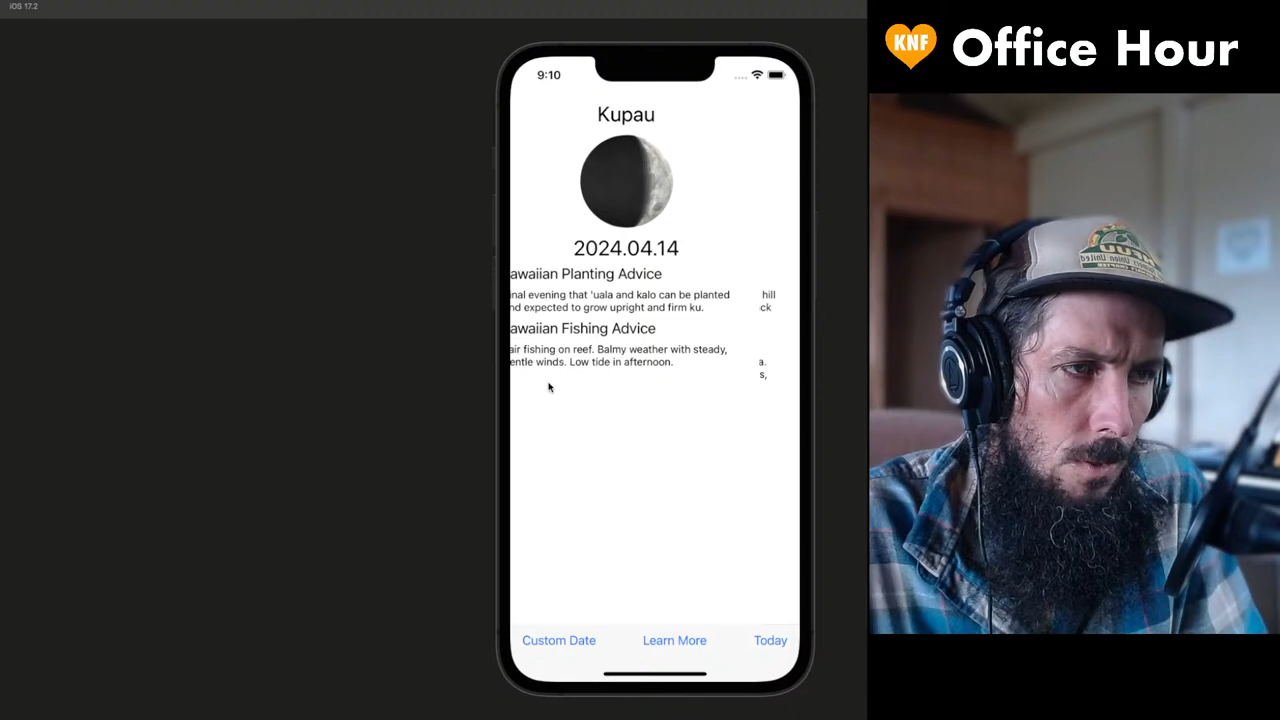 iOS 17.2
KNF Office Hour
9:10
Kupau
2024.04.14
awaiian Planting Advice
inal evening that 'uala and kalo can be planted
nd expected to grow upright and firm ku.
hill
ck
awaiian Fishing Advice
air fishing on reef. Balmy weather with steady,
entle winds. Low tide in afternoon.
a.
s,
Custom Date
Learn More
Today